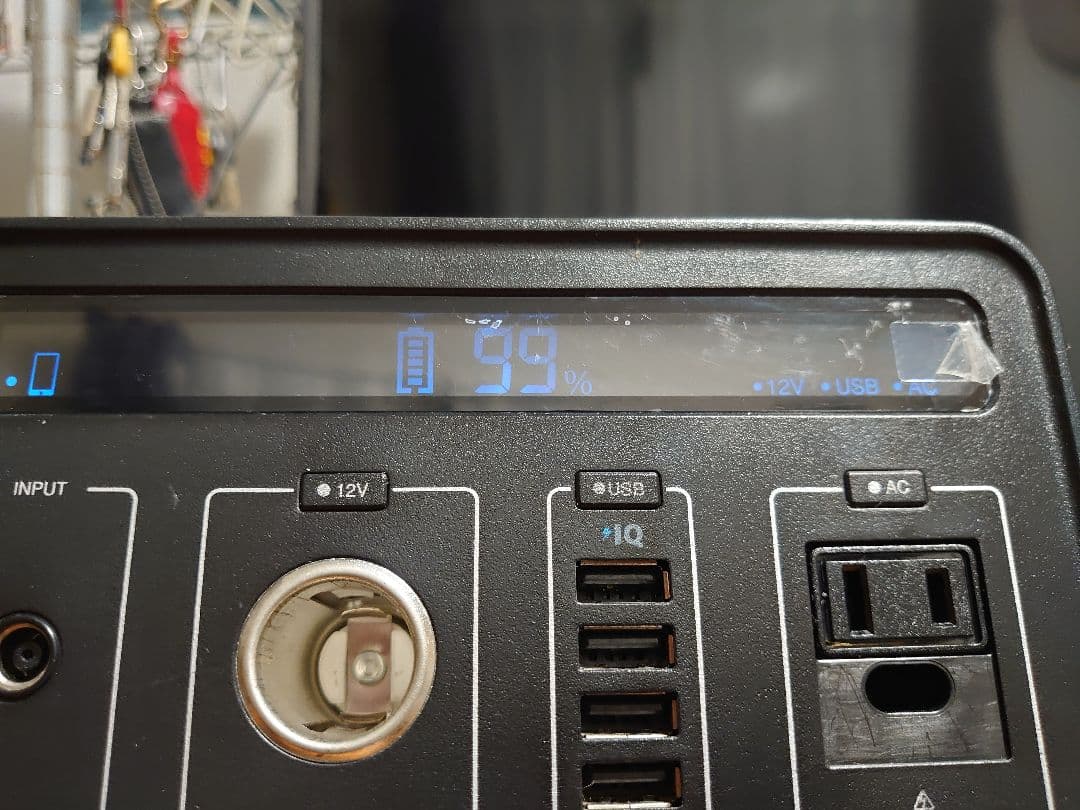 99 %
•12V •USB •AC
INPUT
12V
USB
AC
IQ